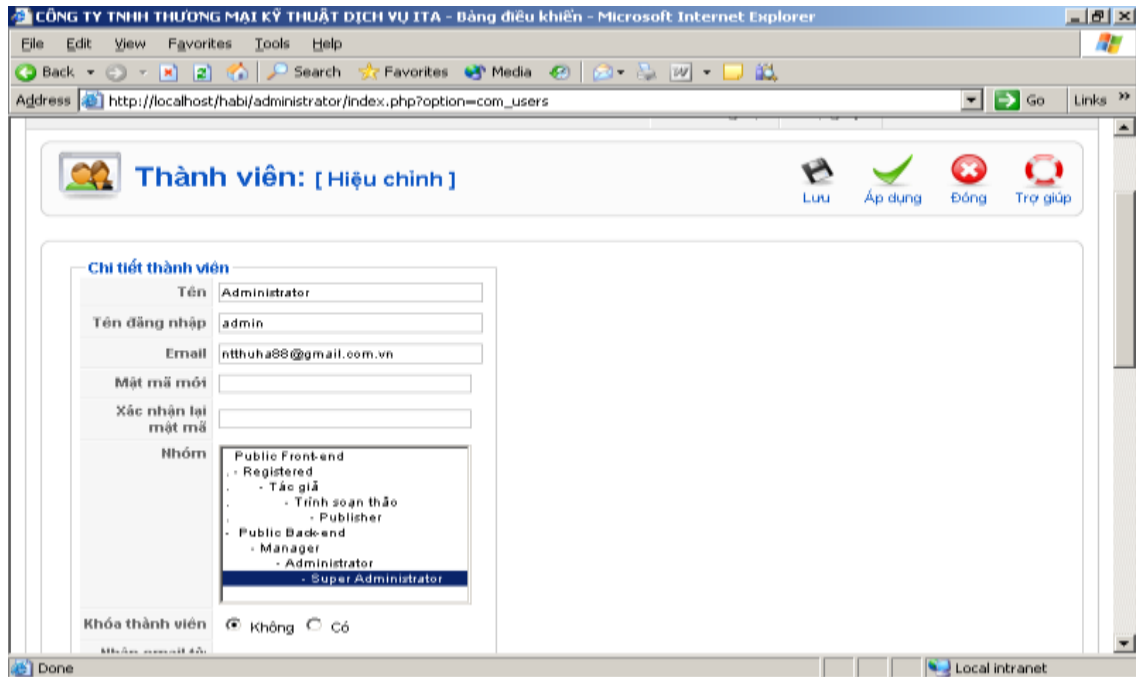 CÔNG TY TNHH THƯƠNG MẠI KỸ THUẬT DỊCH VỤ ITA - Bảng điều khiển - Microsoft Internet Explorer
File Edit View Favorites Tools Help
Back Search Favorites Media
Address http://localhost/habi/administrator/index.php?option=com_users Go Links »
Thành viên: [ Hiệu chỉnh ]
Lưu Áp dụng Đóng Trợ giúp
Chi tiết thành viên
Tên Administrator
Tên đăng nhập admin
Email ntthuha88@gmail.com.vn
Mật mã mới
Xác nhận lại
mật mã
Nhóm Public Front-end
. - Registered
. - Tác giả
. - Trình soạn thảo
. - Publisher
- Public Back-end
- Manager
- Administrator
- Super Administrator
Khóa thành viên Không Có
Nhận email từ
Done Local intranet